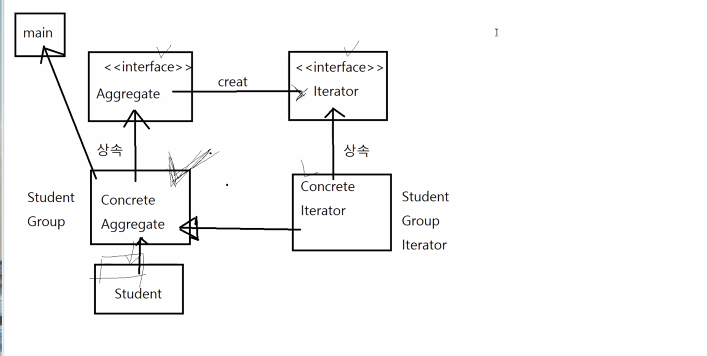 main
<<interface>>
Aggregate
creat
<<interface>>
Iterator
상속
상속
Student
Group
Concrete
Aggregate
Concrete
Iterator
Student
Group
Iterator
Student